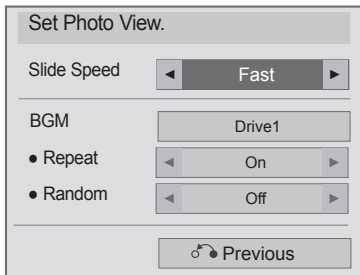 Set Photo View.
Slide Speed ◄ Fast ►
BGM Drive1
• Repeat ◄ On ►
• Random ◄ Off ►
Previous